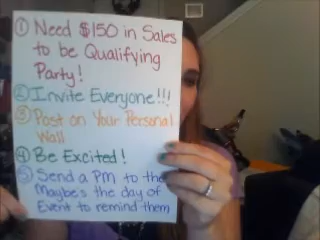 ① Need $150 in Sales
to be Qualifying
Party!
② Invite Everyone!!!
③ Post on Your Personal
Wall
④ Be Excited!
⑤ Send a PM to the
Maybe's the day of
Event to remind them